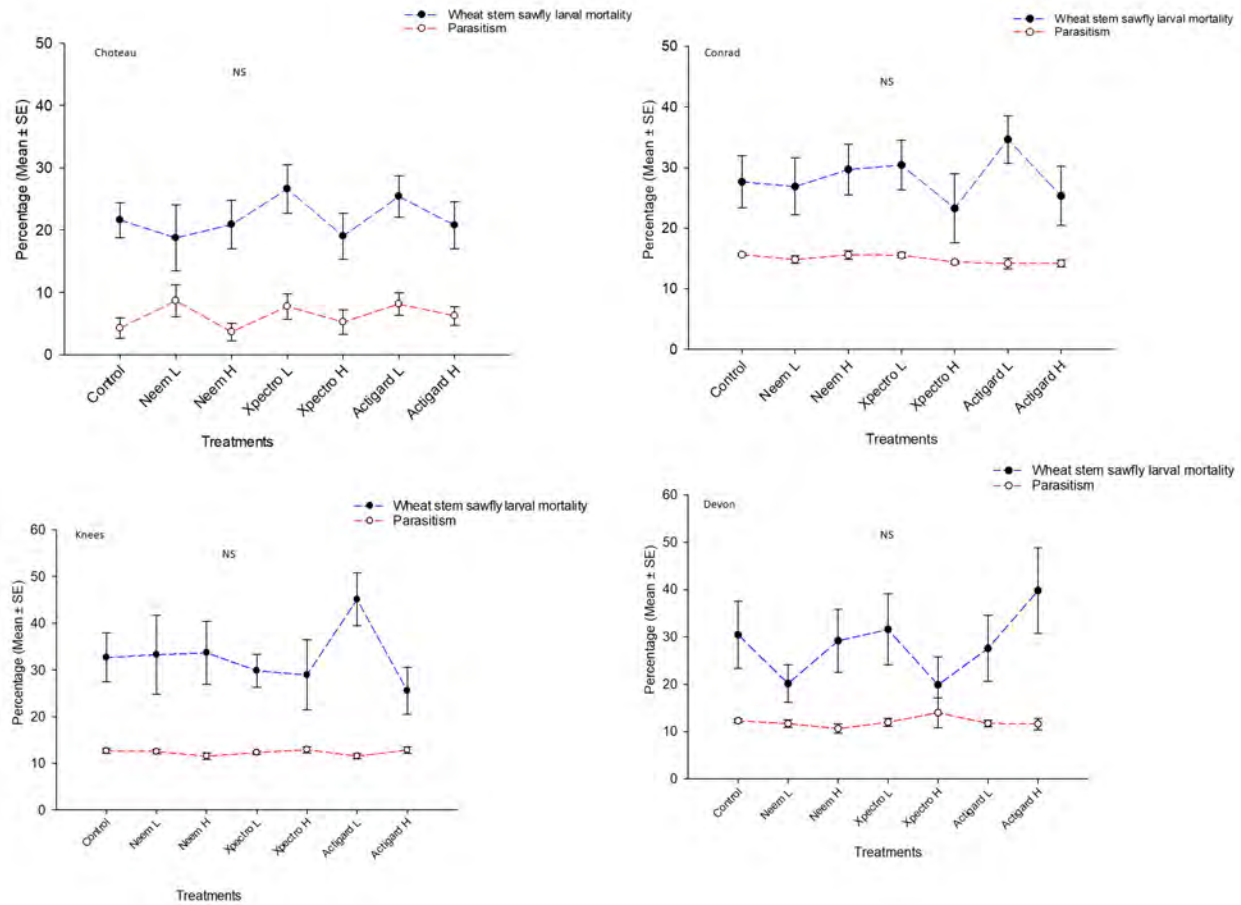 Wheat stem sawfly larval mortality
Parasitism
Choteau
NS
Percentage (Mean ± SE)
50
40
30
20
10
0
Control
Neem L
Neem H
Xpectro L
Xpectro H
Actigard L
Actigard H
Treatments
Wheat stem sawfly larval mortality
Parasitism
Conrad
NS
Percentage (Mean ± SE)
50
40
30
20
10
0
Control
Neem L
Neem H
Xpectro L
Xpectro H
Actigard L
Actigard H
Treatments
Wheat stem sawfly larval mortality
Parasitism
Knees
NS
Percentage (Mean ± SE)
60
50
40
30
20
10
0
Control
Neem L
Neem H
Xpectro L
Xpectro H
Actigard L
Actigard H
Treatments
Wheat stem sawfly larval mortality
Parasitism
Devon
NS
Percentage (Mean ± SE)
60
50
40
30
20
10
0
Control
Neem L
Neem H
Xpectro L
Xpectro H
Actigard L
Actigard H
Treatments